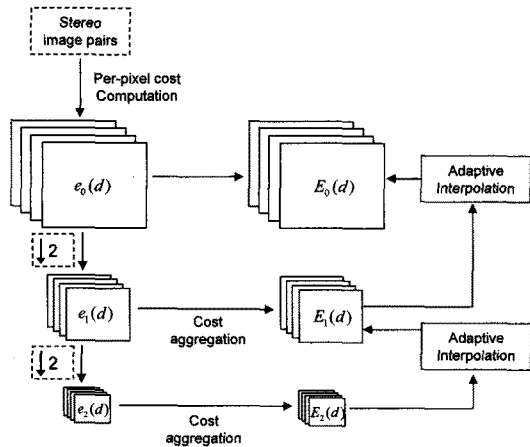 Stereo
image pairs
Per-pixel cost
Computation
e₀(d)
E₀(d)
Adaptive
Interpolation
↓2
e₁(d)
Cost
aggregation
E₁(d)
Adaptive
Interpolation
↓2
e₂(d)
Cost
aggregation
E₂(d)